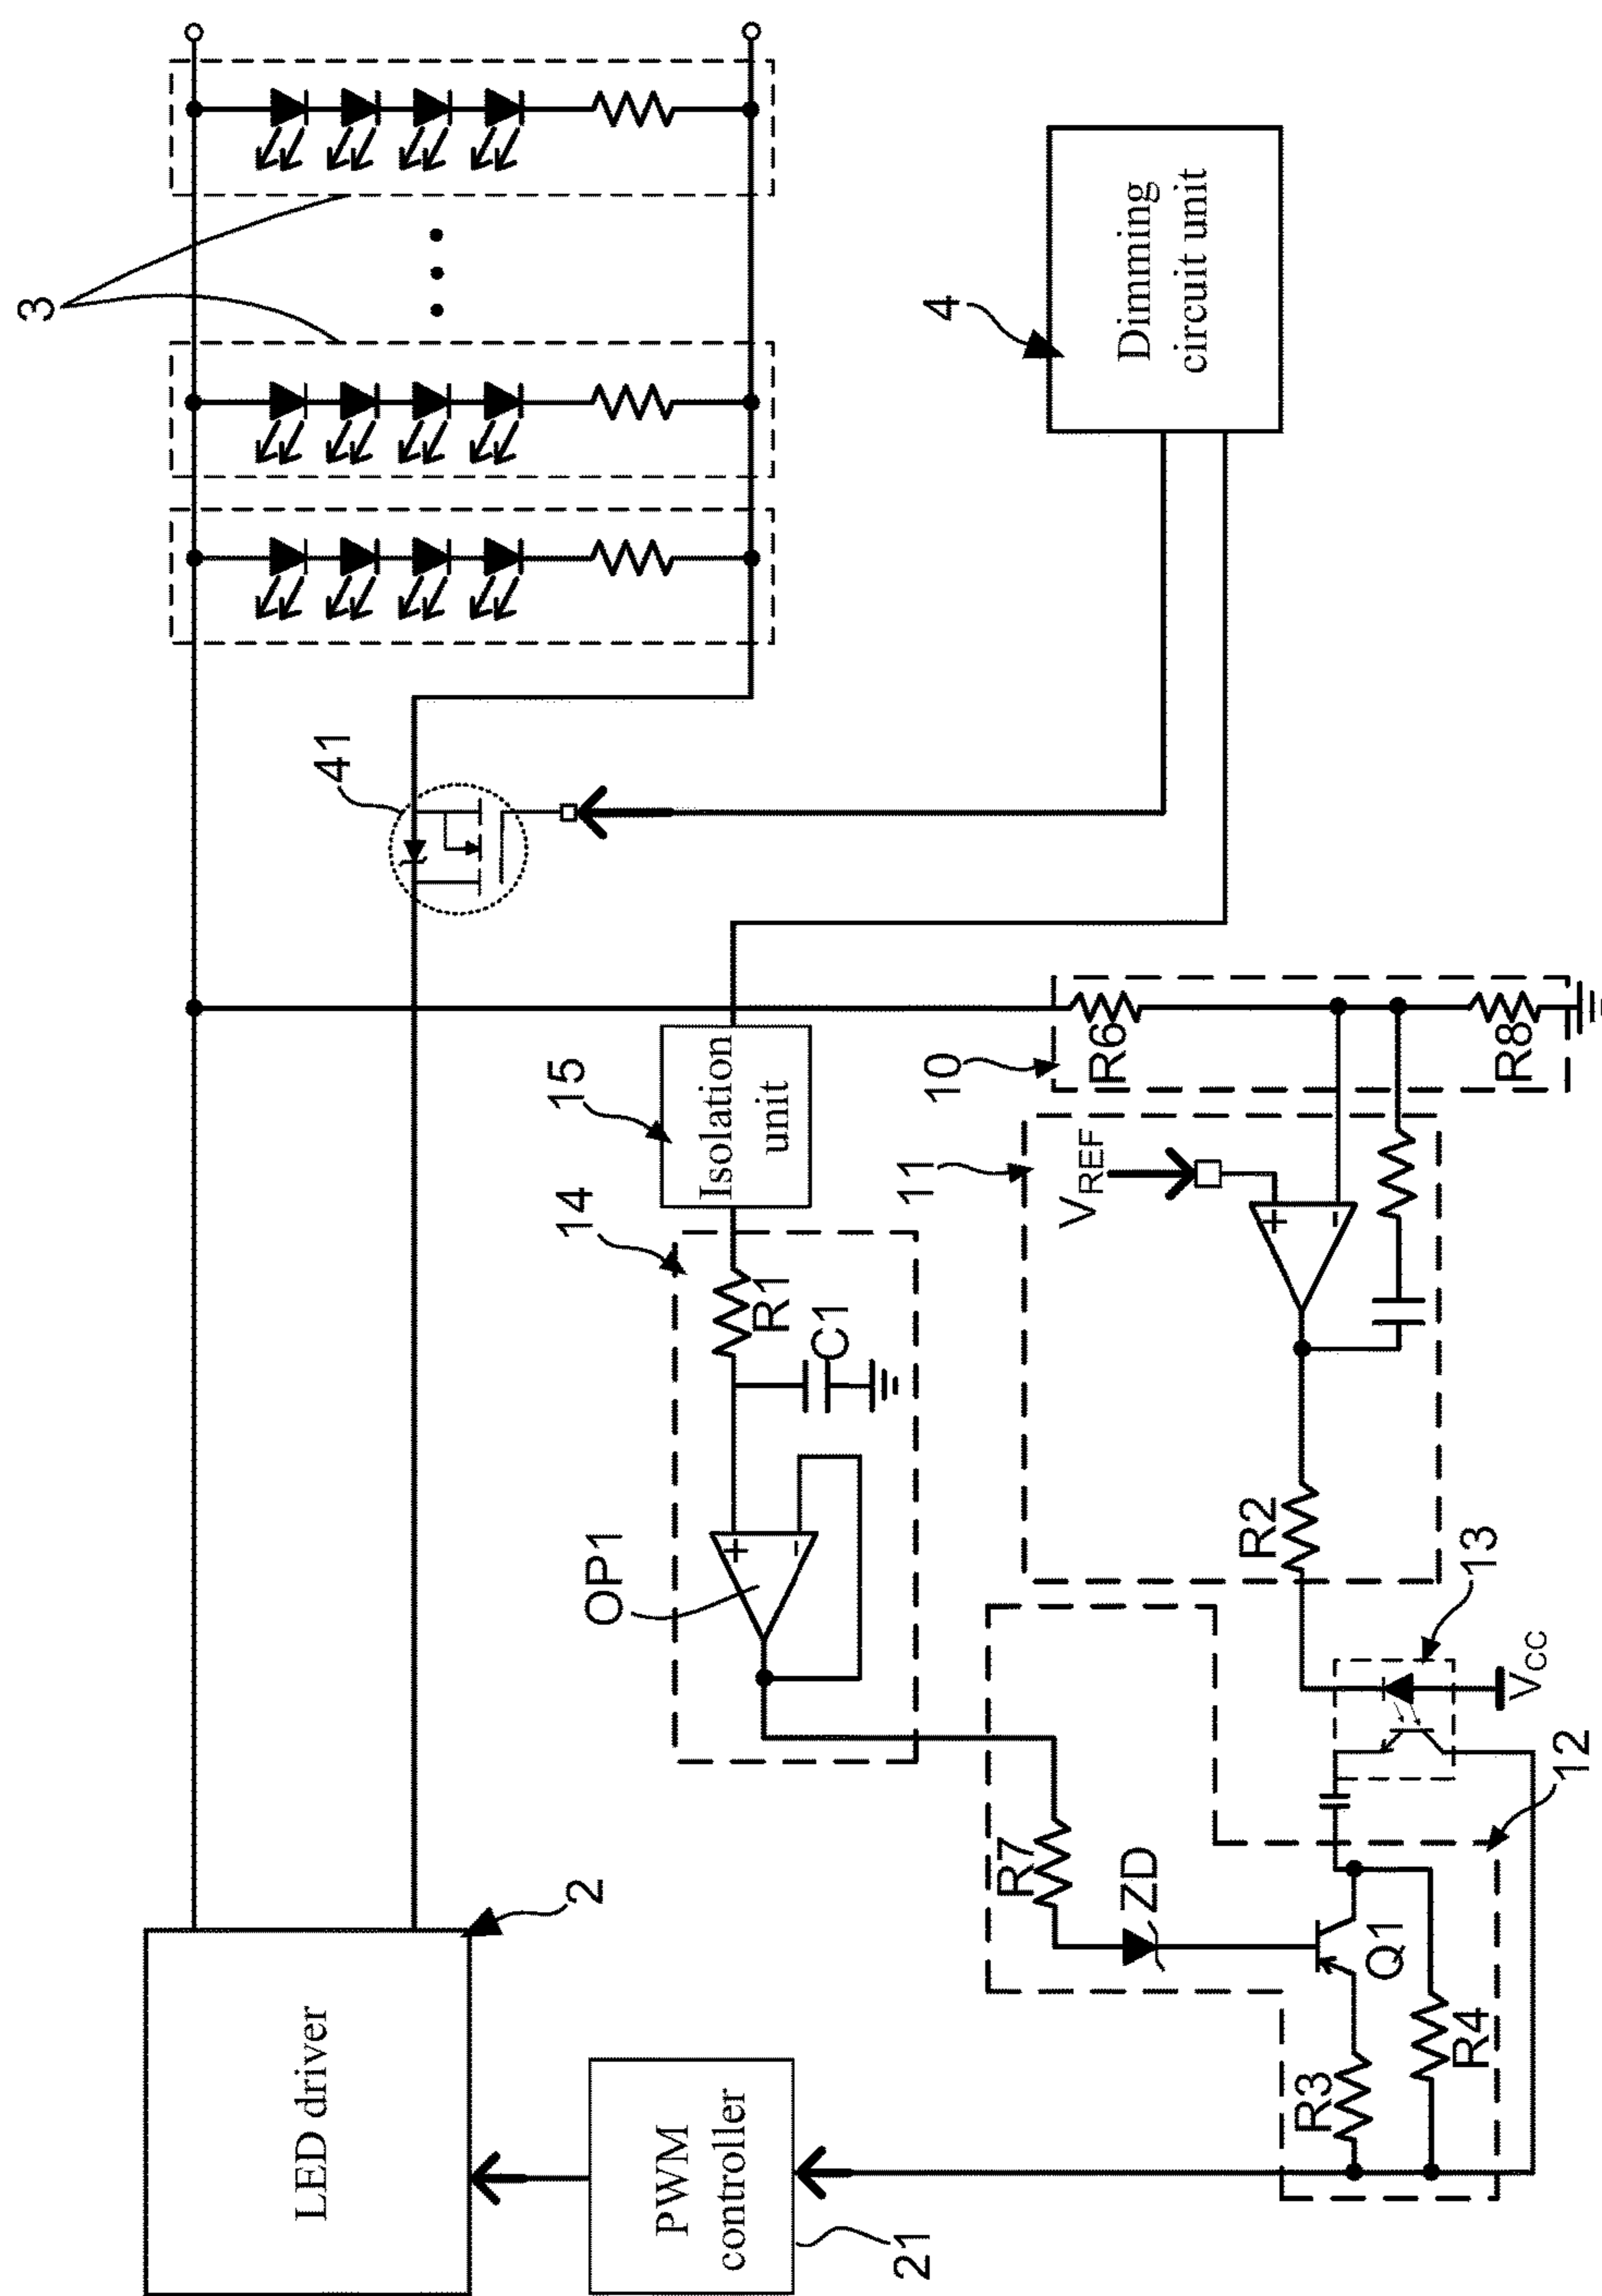 LED driver
2
PWM
controller
21
41
3
OP1
14
R1
C1
15
Isolation
unit
4
Dimming
circuit unit
R7
ZD
Q1
R3
R4
12
13
VCC
R2
11
VREF
10
R6
R8
+
-
+
-